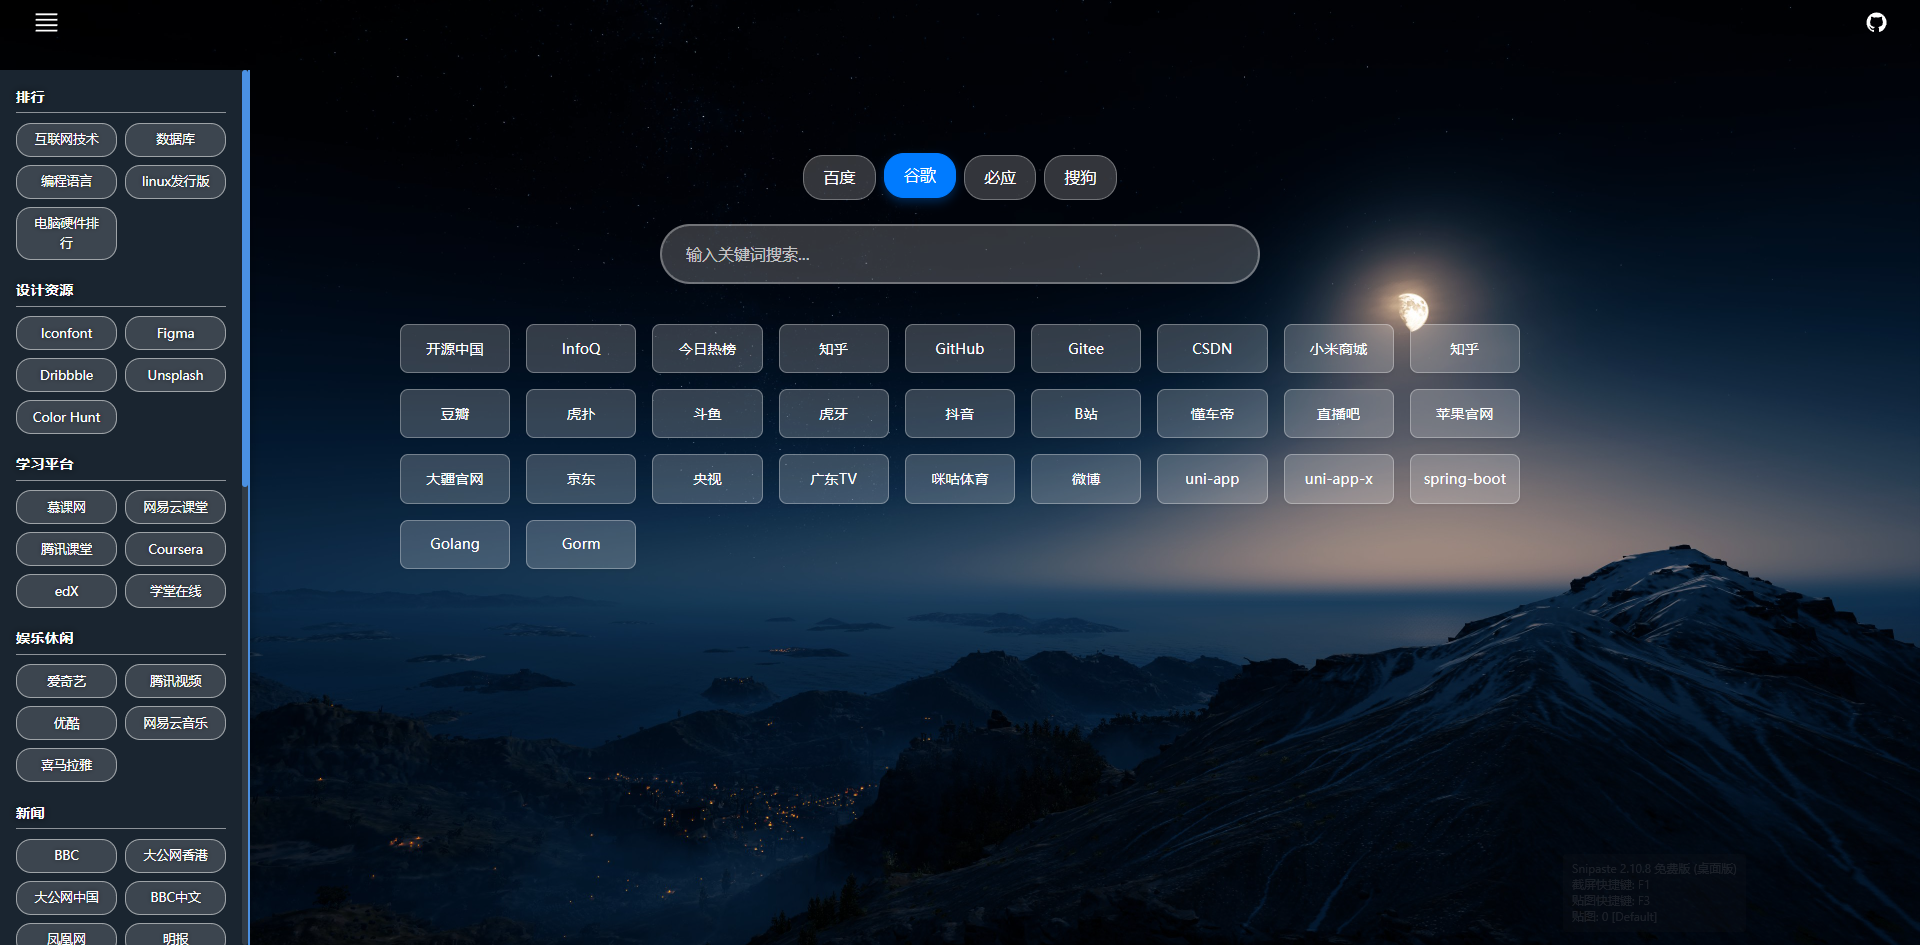 排行
互联网技术
数据库
编程语言
linux发行版
电脑硬件排
行
设计资源
Iconfont
Figma
Dribbble
Unsplash
Color Hunt
学习平台
慕课网
网易云课堂
腾讯课堂
Coursera
edX
学堂在线
娱乐休闲
爱奇艺
腾讯视频
优酷
网易云音乐
喜马拉雅
新闻
BBC
大公网香港
大公网中国
BBC中文
凤凰网
明报
百度
谷歌
必应
搜狗
输入关键词搜索...
开源中国
InfoQ
今日热榜
知乎
GitHub
Gitee
CSDN
小米商城
知乎
豆瓣
虎扑
斗鱼
虎牙
抖音
B站
懂车帝
直播吧
苹果官网
大疆官网
京东
央视
广东TV
咪咕体育
微博
uni-app
uni-app-x
spring-boot
Golang
Gorm
Snipaste 2.10.8 免费版 (桌面版)
截屏快捷键: F1
贴图快捷键: F3
贴图: 0 [Default]